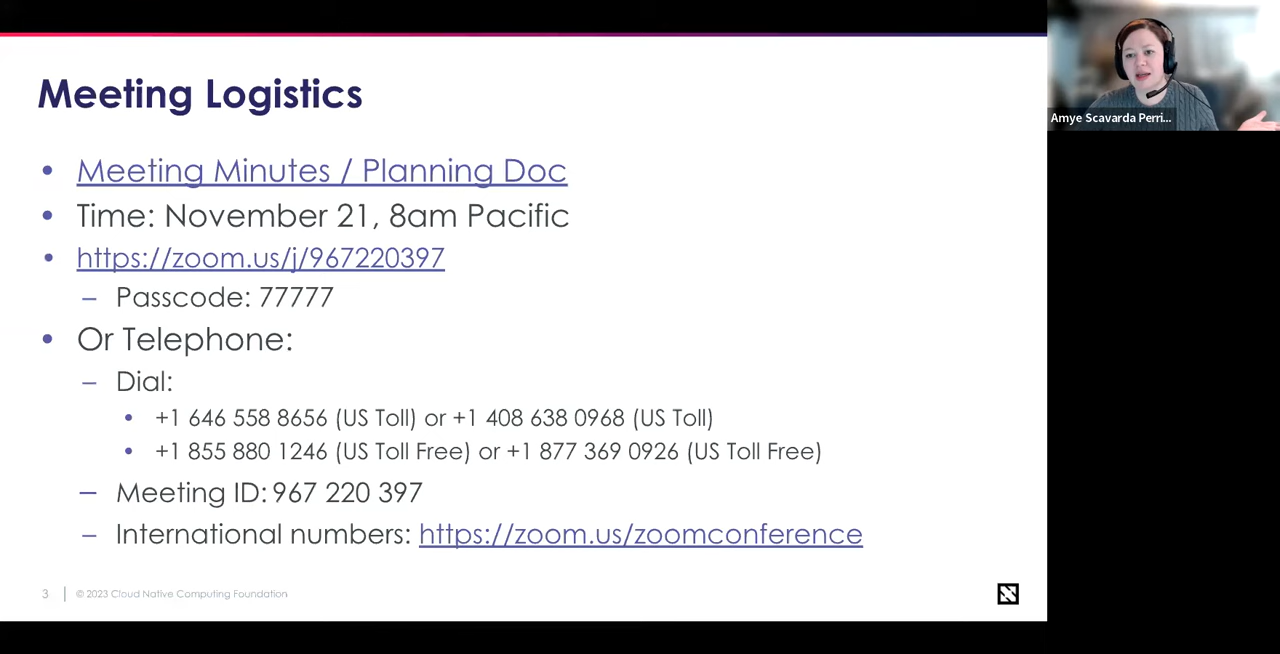 Meeting Logistics
Amye Scavarda Perri...
• Meeting Minutes / Planning Doc
• Time: November 21, 8am Pacific
• https://zoom.us/j/967220397
– Passcode: 77777
• Or Telephone:
– Dial:
• +1 646 558 8656 (US Toll) or +1 408 638 0968 (US Toll)
• +1 855 880 1246 (US Toll Free) or +1 877 369 0926 (US Toll Free)
– Meeting ID: 967 220 397
– International numbers: https://zoom.us/zoomconference
3 | © 2023 Cloud Native Computing Foundation